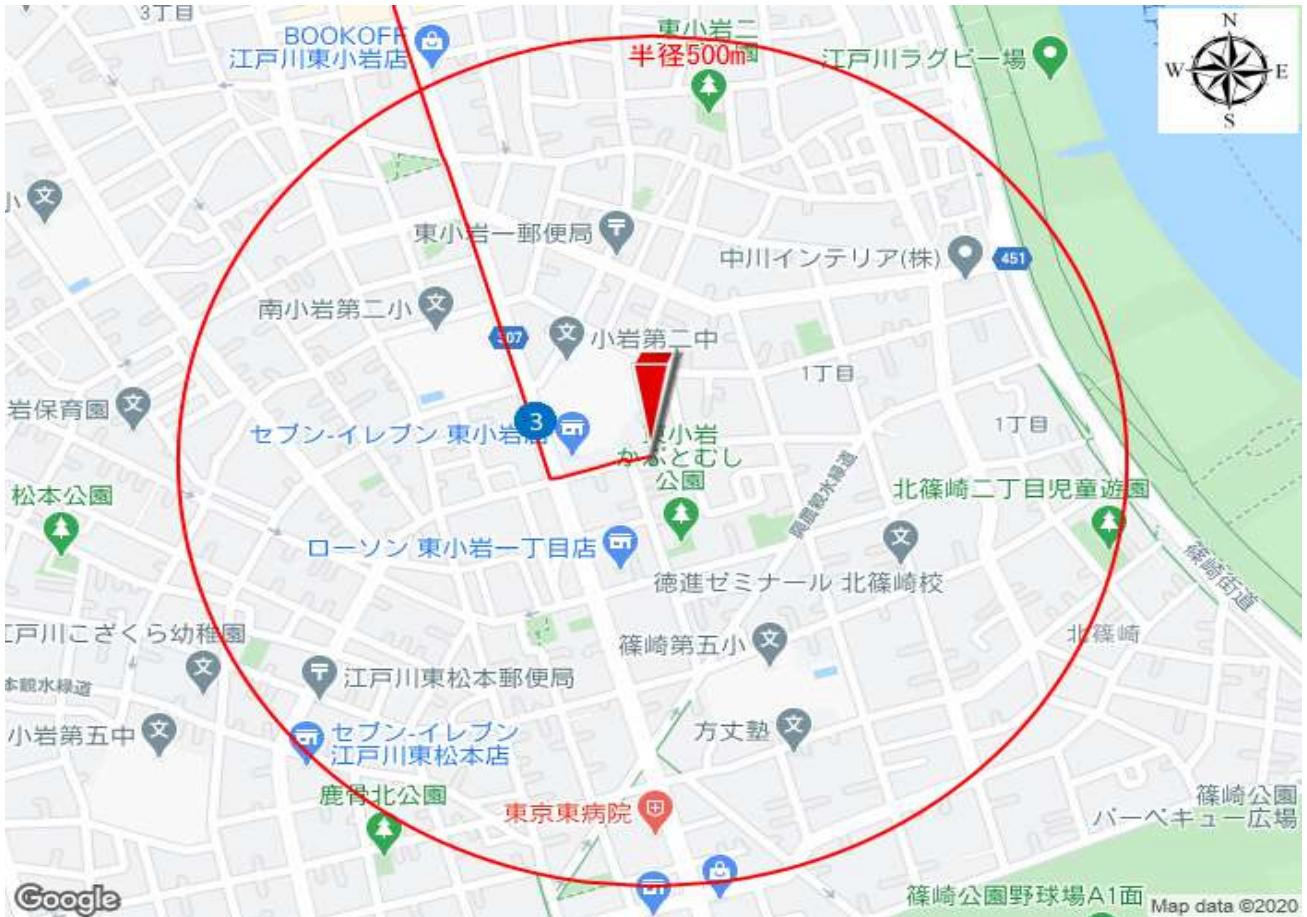 3丁目
BOOKOFF
江戸川東小岩店
東小岩二
半径500m
園
江戸川ラグビー場
N
W
E
S
小
東小岩一郵便局
中川インテリア(株)
451
南小岩第二小
307
小岩第二中
1丁目
岩保育園
3
セブン-イレブン 東小岩店
東小岩
かぶとむし
公園
1丁目
松本公園
北篠崎二丁目児童遊園
ローソン 東小岩一丁目店
徳進ゼミナール 北篠崎校
篠崎街道
江戸川こざくら幼稚園
篠崎第五小
北篠崎
本親水緑道
江戸川東松本郵便局
小岩第五中
セブン-イレブン
江戸川東松本店
方丈塾
鹿骨北公園
東京東病院
篠崎公園
バーベキュー広場
Google
篠崎公園野球場A1面
Map data ©2020